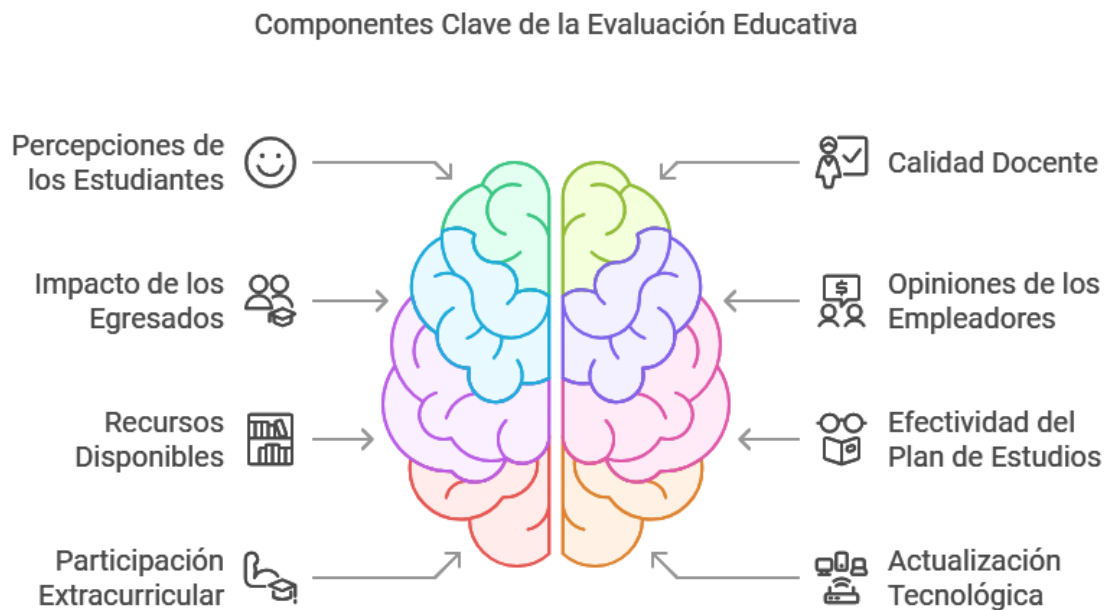 Componentes Clave de la Evaluación Educativa
Percepciones de
los Estudiantes
Impacto de los
Egresados
Recursos
Disponibles
Participación
Extracurricular
Calidad Docente
$
Opiniones de los
Empleadores
Efectividad del
Plan de Estudios
Actualización
Tecnológica